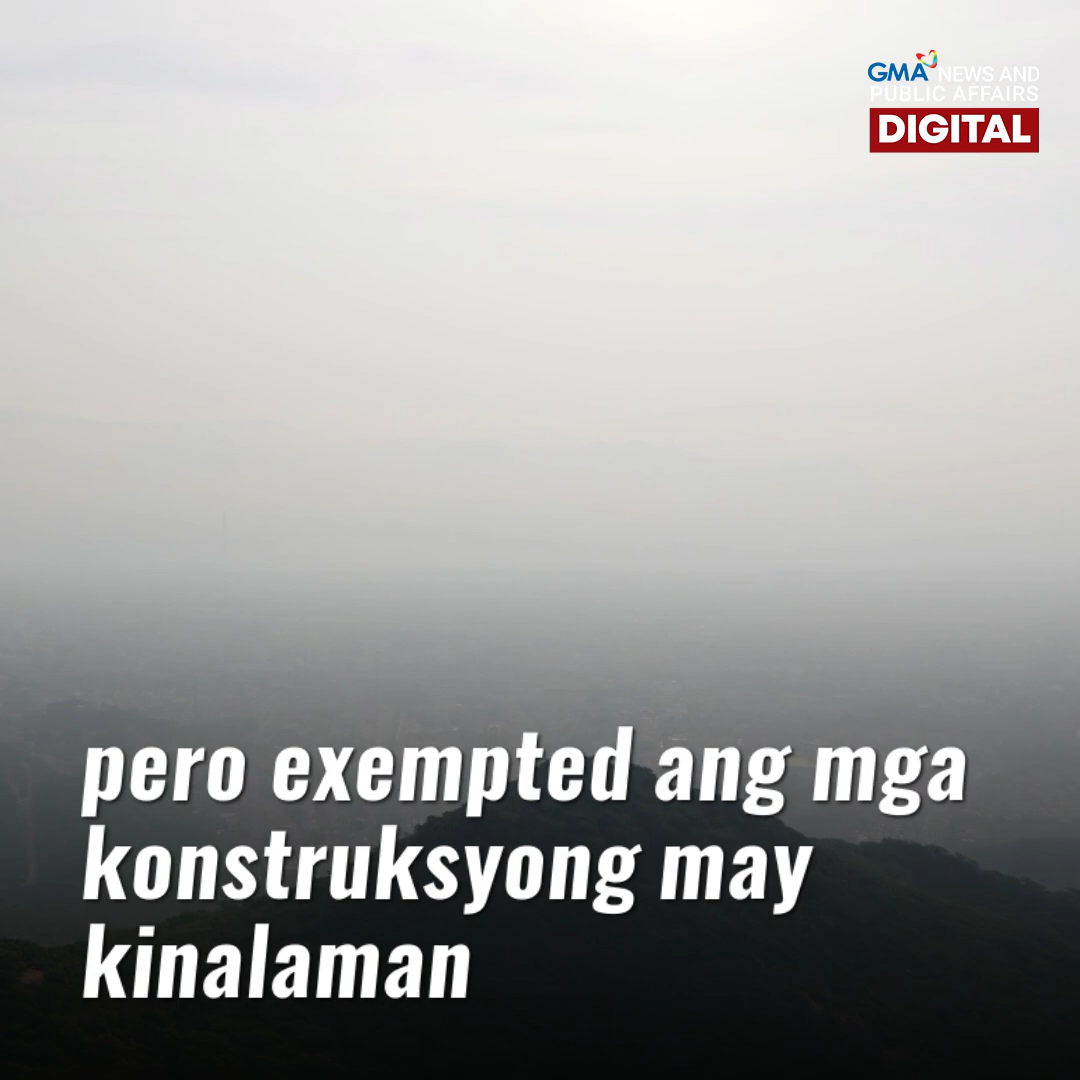 GMA NEWS AND
PUBLIC AFFAIRS
DIGITAL
pero exempted ang mga
konstruksyong may
kinalaman